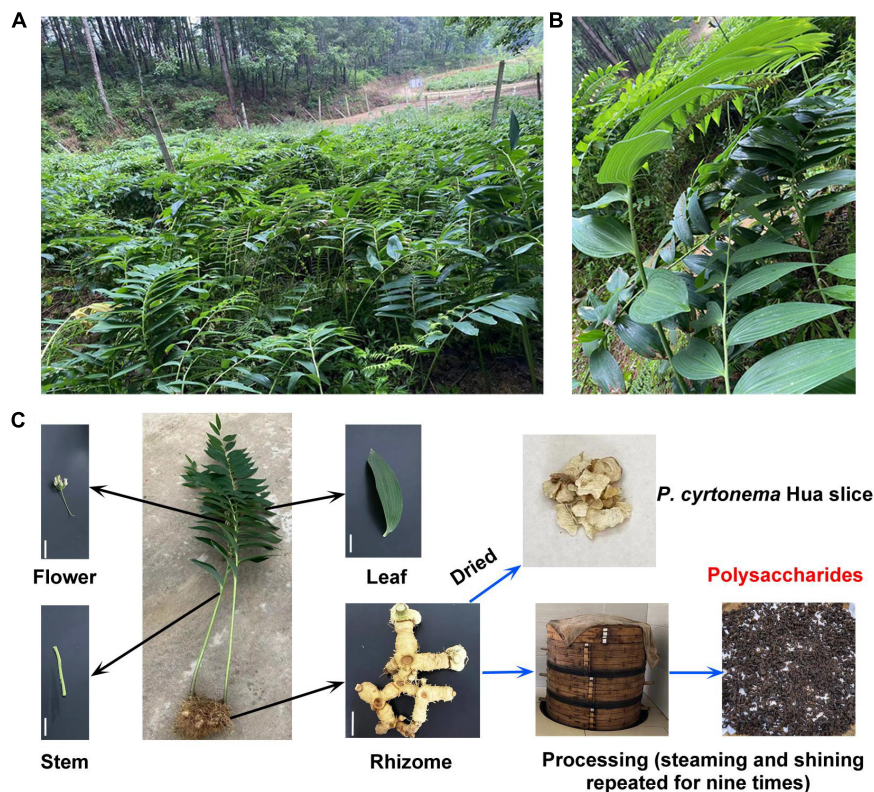 A
B
C
Flower
Leaf
Dried
P. cyrtonema Hua slice
Polysaccharides
Stem
Rhizome
Processing (steaming and shining
repeated for nine times)